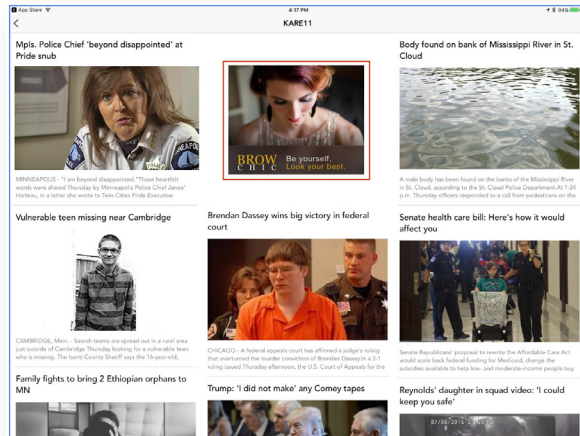 App Store
4:17 PM
94%
KARE11
Mpls. Police Chief 'beyond disappointed' at
Pride snub
MINNEAPOLIS - "I am beyond disappointed."Those heartfelt
words were shared Thursday by Minneapolis Police Chief Janee'
Harteau, in a letter she wrote to Twin Cities Pride Executive
BROW
CHIC
Be yourself.
Look your best.
Body found on bank of Mississippi River in St.
Cloud
A male body has been found on the banks of the Mississippi River
in St. Cloud, according to the St. Cloud Police Department.At 1:34
p.m. Thursday officers responded to a call from pedestrians on the
Vulnerable teen missing near Cambridge
CAMBRIDGE, Minn. - Search teams are spread out in a rural area
just outside of Cambridge Thursday looking for a vulnerable teen
who is missing. The Isanti County Sheriff says the 16-year-old,
Brendan Dassey wins big victory in federal
court
CHICAGO - A federal appeals court has affirmed a judge's ruling
that overturned the murder conviction of Brendan Dassey.In a 2-1
ruling issued Thursday afternoon, the U.S. Court of Appeals for the
Senate health care bill: Here's how it would
affect you
Senate Republicans' proposal to rewrite the Affordable Care Act
would scale back federal funding for Medicaid, change the
subsidies available to help low- and moderate-income people buy
Family fights to bring 2 Ethiopian orphans to
MN
Trump: 'I did not make' any Comey tapes
Reynolds' daughter in squad video: 'I could
keep you safe'